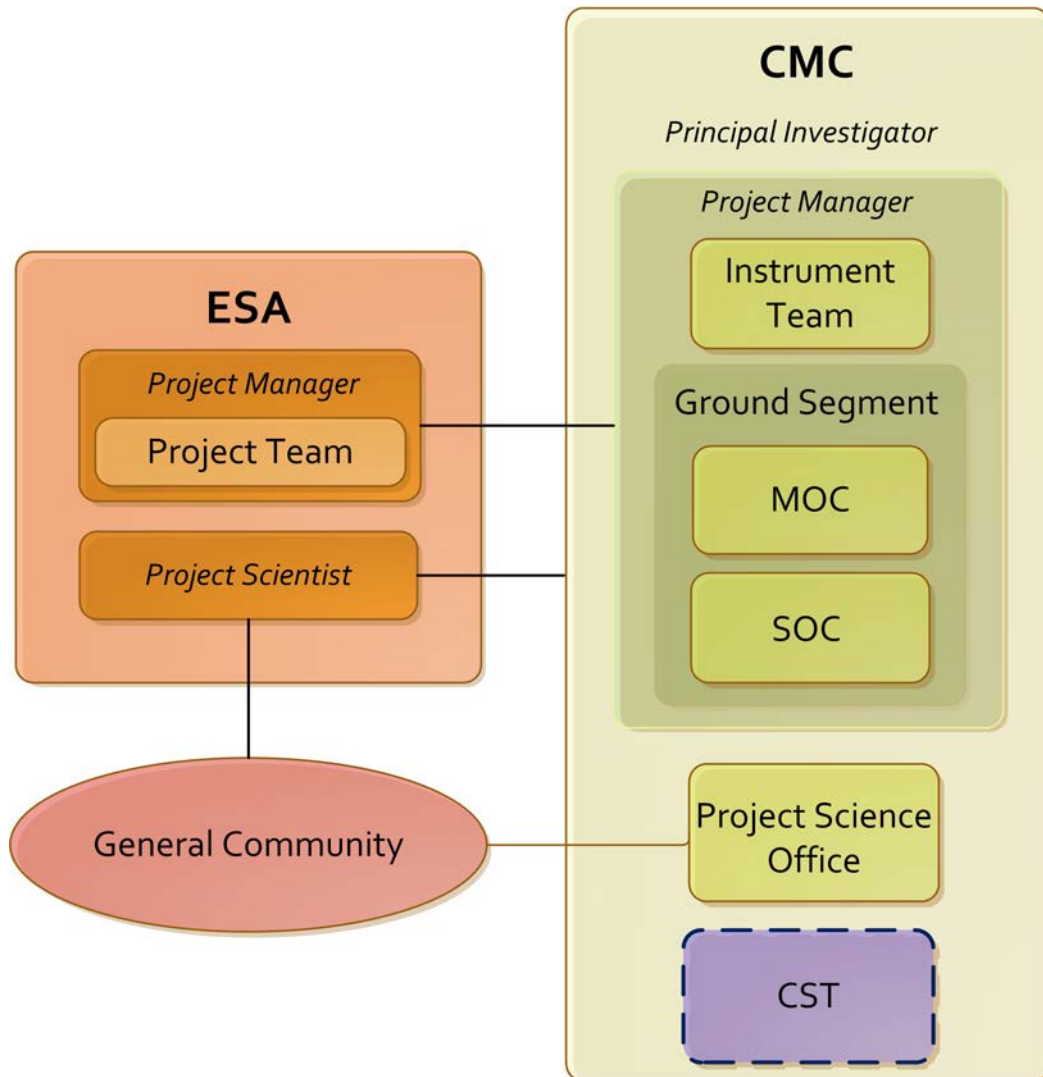 ESA
Project Manager
Project Team
Project Scientist
General Community
CMC
Principal Investigator
Project Manager
Instrument
Team
Ground Segment
MOC
SOC
Project Science
Office
CST